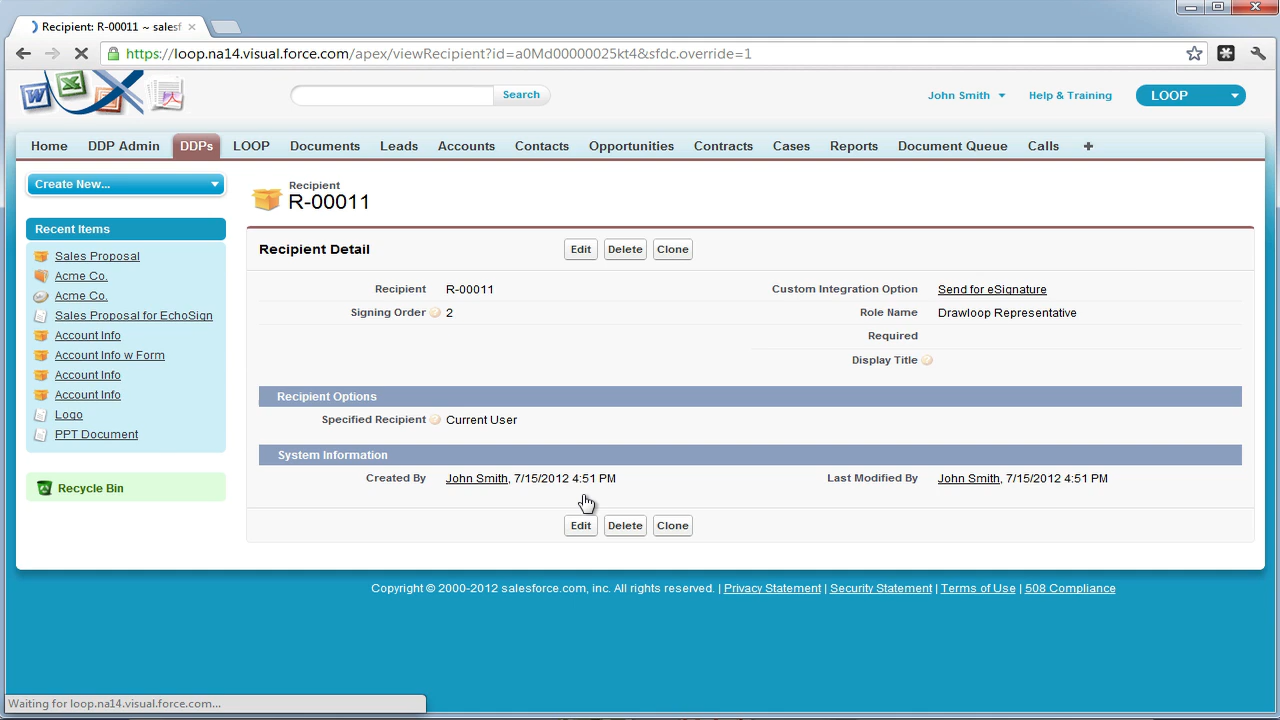 Recipient: R-00011 ~ salesf
https://loop.na14.visual.force.com/apex/viewRecipient?id=a0Md00000025kt4&sfdc.override=1
Search
John Smith
Help & Training
LOOP
Home DDP Admin DDPs LOOP Documents Leads Accounts Contacts Opportunities Contracts Cases Reports Document Queue Calls +
Create New...
Recent Items
Sales Proposal
Acme Co.
Acme Co.
Sales Proposal for EchoSign
Account Info
Account Info w Form
Account Info
Account Info
Logo
PPT Document
Recycle Bin
Recipient
R-00011
Recipient Detail
Edit Delete Clone
Recipient R-00011
Custom Integration Option Send for eSignature
Signing Order 2
Role Name Drawloop Representative
Required
Display Title
Recipient Options
Specified Recipient Current User
System Information
Created By John Smith, 7/15/2012 4:51 PM
Last Modified By John Smith, 7/15/2012 4:51 PM
Edit Delete Clone
Copyright © 2000-2012 salesforce.com, inc. All rights reserved. | Privacy Statement | Security Statement | Terms of Use | 508 Compliance
Waiting for loop.na14.visual.force.com...